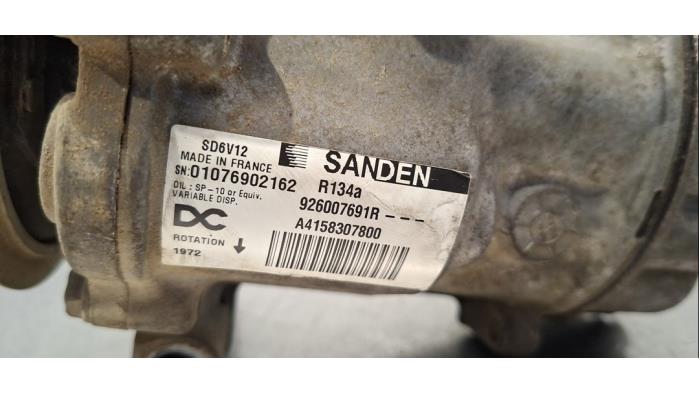 SD6V12
MADE IN FRANCE
SANDEN
SN:01076902162
R134a
OIL : SP-10 or Equiv.
VARIABLE DISP.
926007691R ---
DC
A4158307800
ROTATION ↓
1972